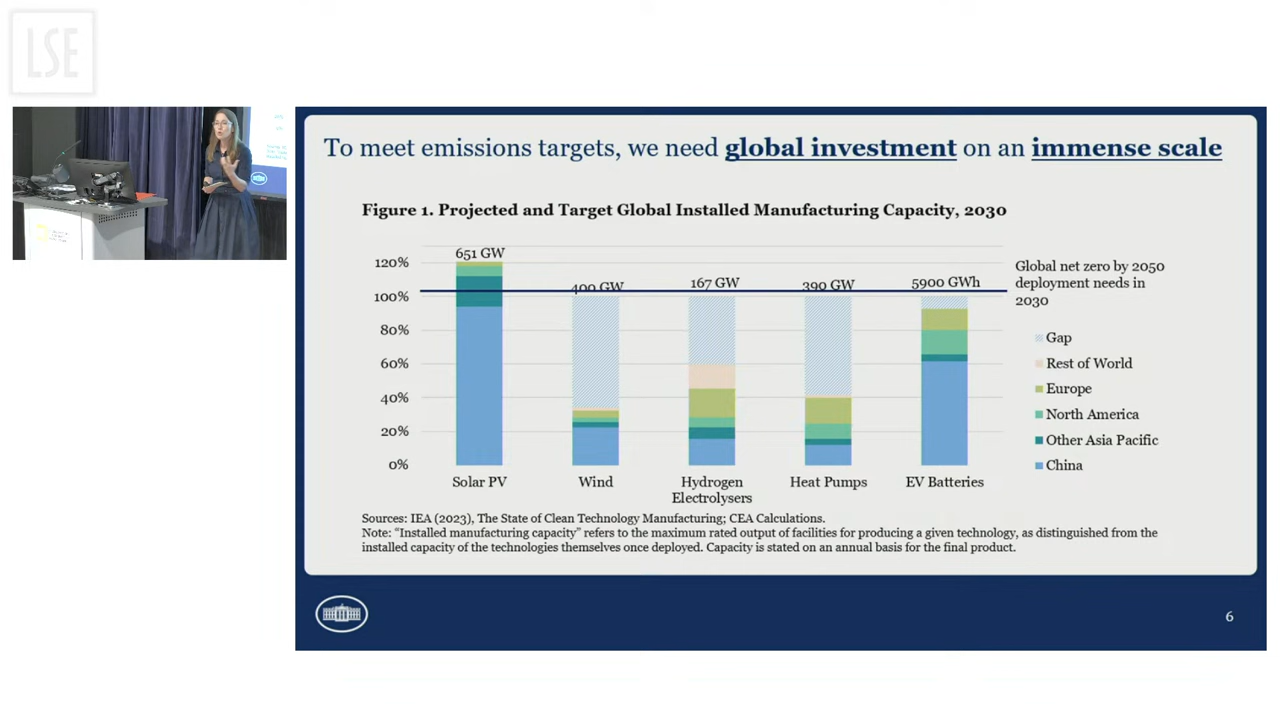 LSE
To meet emissions targets, we need global investment on an immense scale
Figure 1. Projected and Target Global Installed Manufacturing Capacity, 2030
120%
100%
80%
60%
40%
20%
0%
651 GW
400 GW
167 GW
390 GW
5900 GWh
Solar PV
Wind
Hydrogen
Electrolysers
Heat Pumps
EV Batteries
Global net zero by 2050
deployment needs in
2030
Gap
Rest of World
Europe
North America
Other Asia Pacific
China
Sources: IEA (2023), The State of Clean Technology Manufacturing; CEA Calculations.
Note: “Installed manufacturing capacity” refers to the maximum rated output of facilities for producing a given technology, as distinguished from the
installed capacity of the technologies themselves once deployed. Capacity is stated on an annual basis for the final product.
6